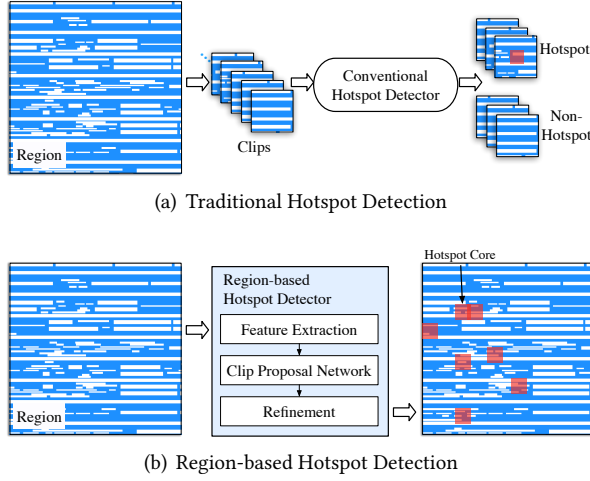 Region
Clips
Conventional
Hotspot Detector
Hotspot
Non-
Hotspot
(a) Traditional Hotspot Detection
Region
Region-based
Hotspot Detector
Feature Extraction
Clip Proposal Network
Refinement
Hotspot Core
(b) Region-based Hotspot Detection